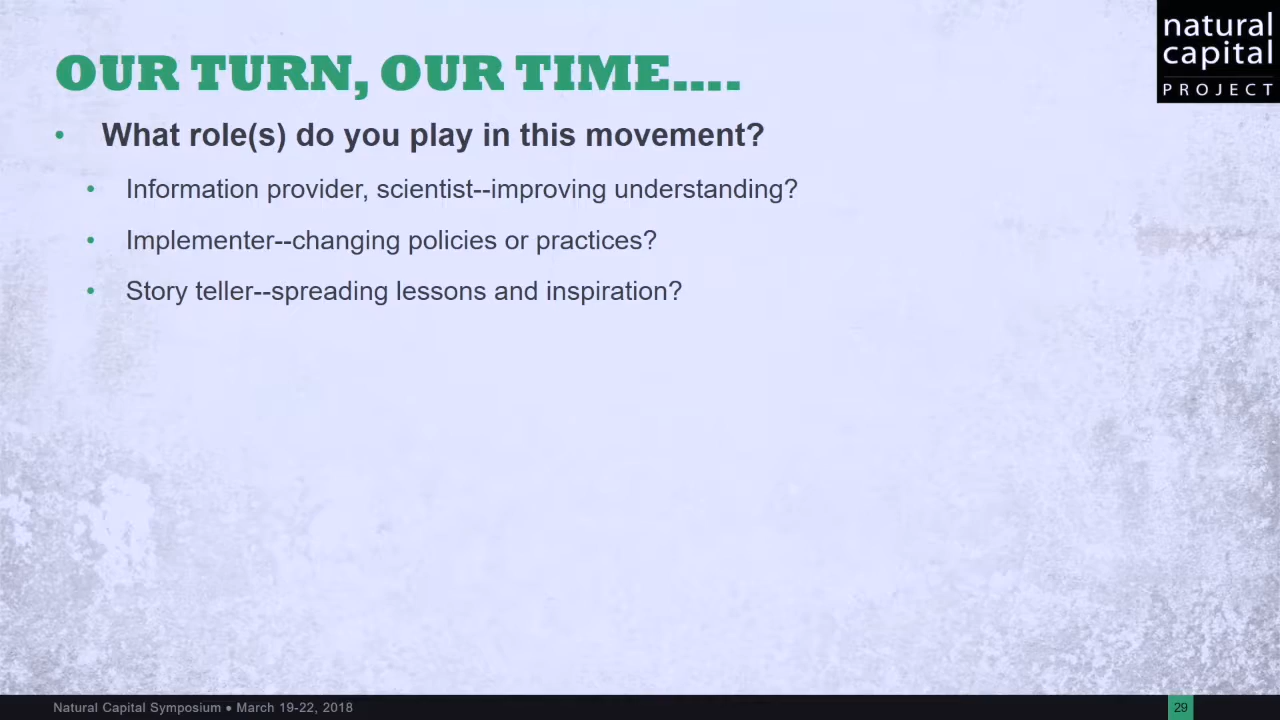 OUR TURN, OUR TIME....
natural
capital
PROJECT
• What role(s) do you play in this movement?
• Information provider, scientist--improving understanding?
• Implementer--changing policies or practices?
• Story teller--spreading lessons and inspiration?
Natural Capital Symposium ● March 19-22, 2018
29